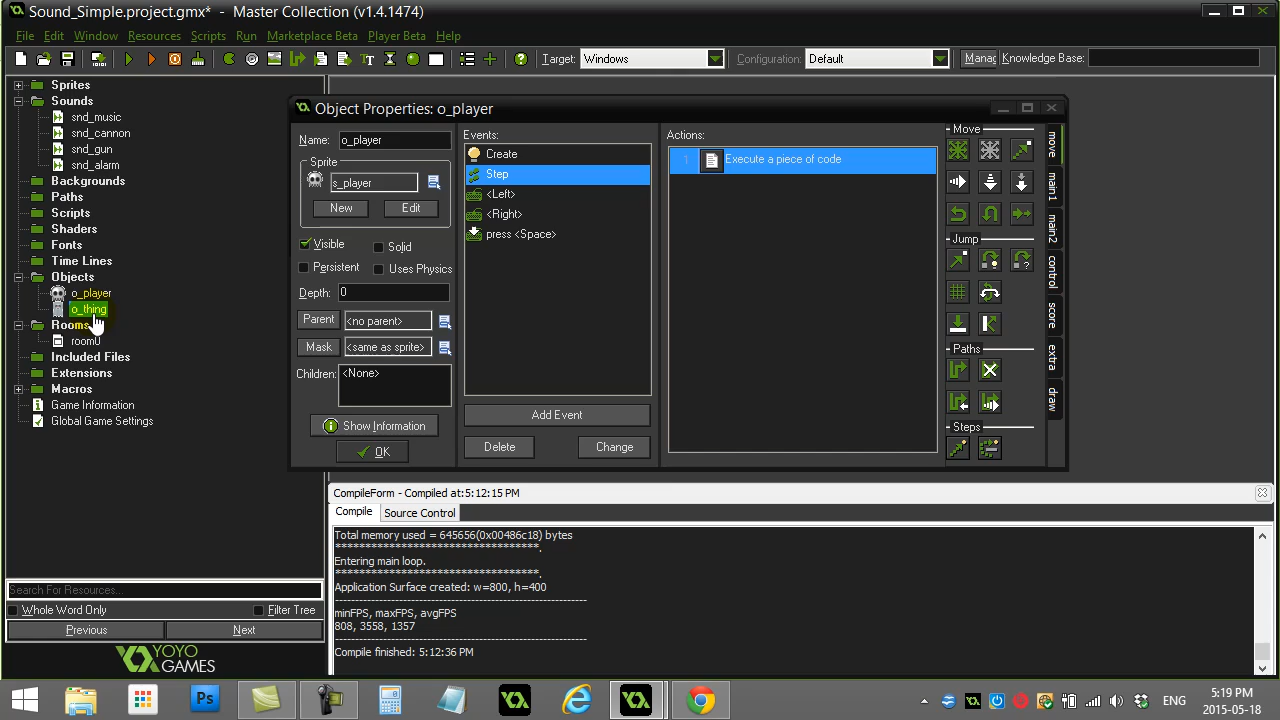 Sound_Simple.project.gmx* - Master Collection (v1.4.1474)
File Edit Window Resources Scripts Run Marketplace Beta Player Beta Help
Target: Windows Configuration: Default Manac Knowledge Base:
Sprites
Sounds
snd_music
snd_cannon
snd_gun
snd_alarm
Backgrounds
Paths
Scripts
Shaders
Fonts
Time Lines
Objects
o_player
o_thing
Rooms
room0
Included Files
Extensions
Macros
Game Information
Global Game Settings
Search For Resources...
Whole Word Only Filter Tree
Previous Next
YOYO
GAMES
Object Properties: o_player
Name: o_player
Sprite
s_player
New Edit
Visible Solid
Persistent Uses Physics
Depth: 0
Parent <no parent>
Mask <same as sprite>
Children: <None>
Show Information
OK
Events:
Create
Step
<Left>
<Right>
press <Space>
Add Event
Delete Change
Actions:
1 Execute a piece of code
Move
Jump
Paths
Steps
move
main1
main2
control
score
extra
draw
CompileForm - Compiled at:5:12:15 PM
Compile Source Control
Total memory used = 645656(0x00486c18) bytes
***********************************.
Entering main loop.
***********************************.
Application Surface created: w=800, h=400
---------------------------------------------------------------
minFPS, maxFPS, avgFPS
808, 3558, 1357
---------------------------------------------------------------
Compile finished: 5:12:36 PM
Ps
ENG
5:19 PM
2015-05-18